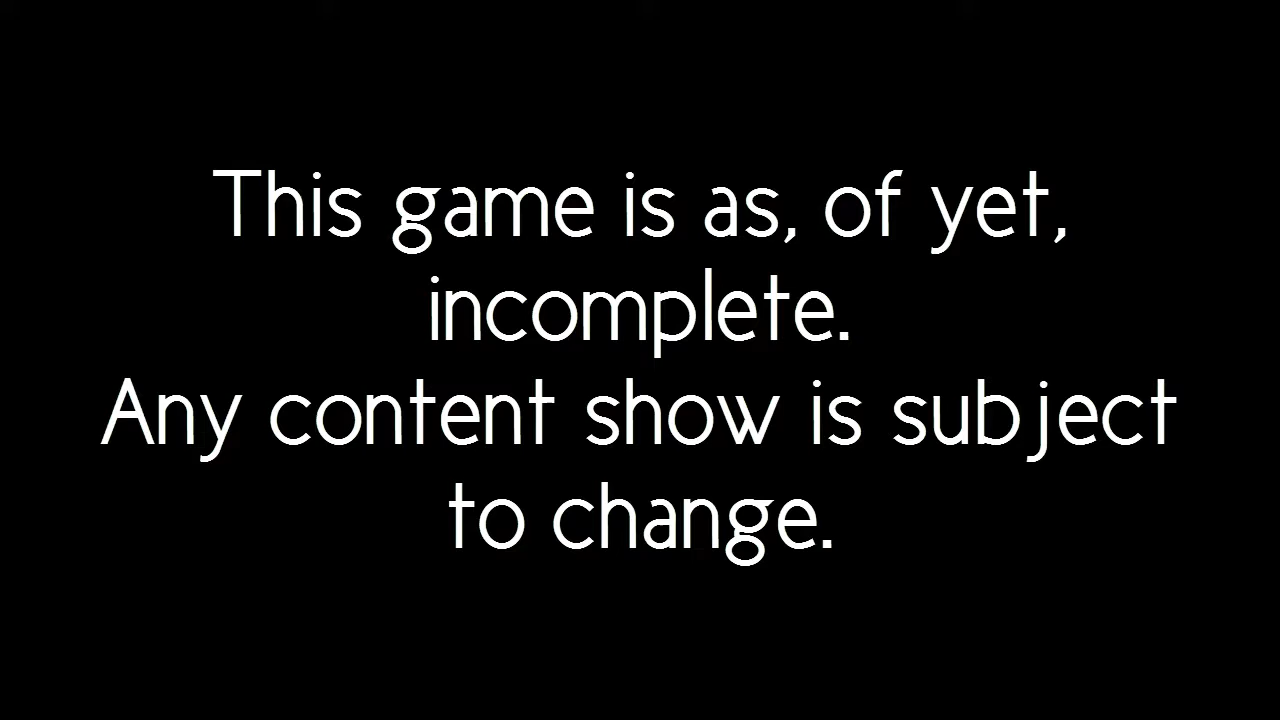 This game is as, of yet,
incomplete.
Any content show is subject
to change.